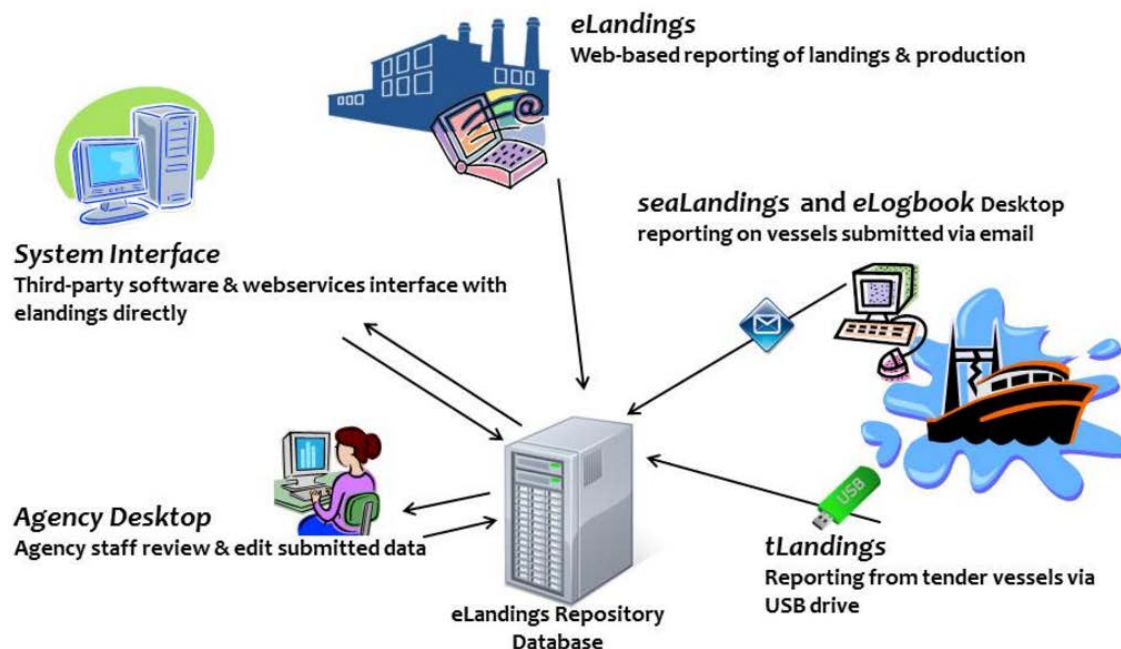 eLandings
Web-based reporting of landings & production
seaLandings and eLogbook Desktop
reporting on vessels submitted via email
System Interface
Third-party software & webservices interface with
elandings directly
@
Agency Desktop
Agency staff review & edit submitted data
USB
tLandings
Reporting from tender vessels via
USB drive
eLandings Repository
Database